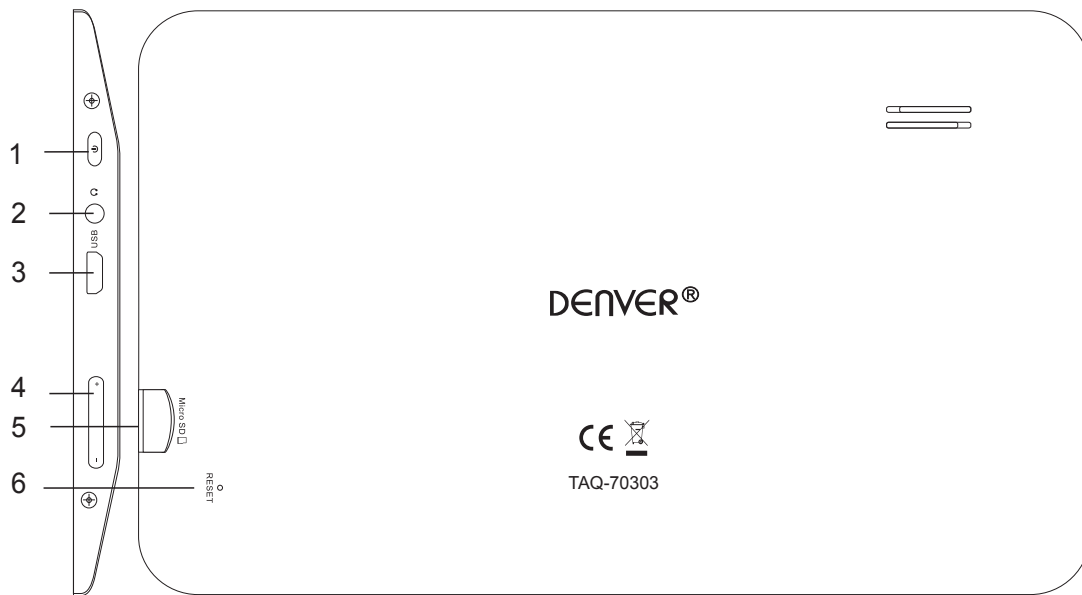 1
2
USB
3
4
+
Micro SD
5
-
6
RESET
DENVER®
CE
TAQ-70303